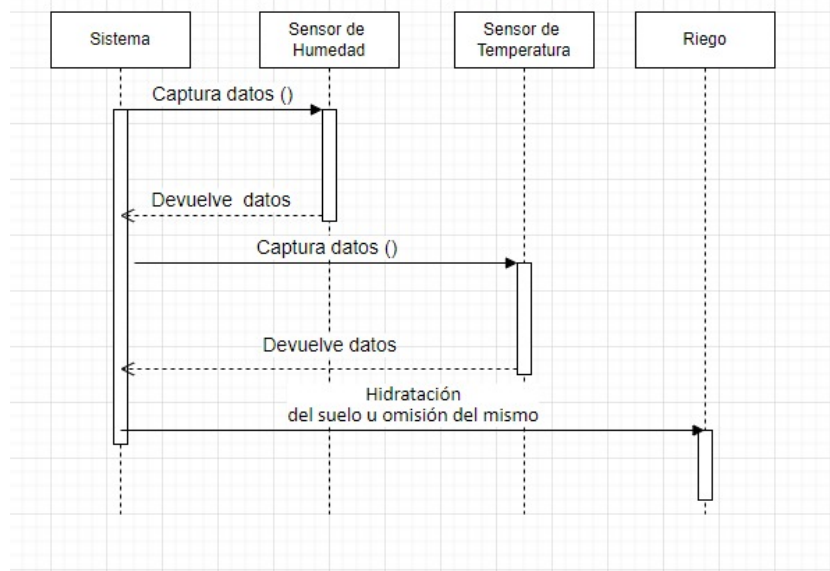 Sistema
Sensor de
Humedad
Sensor de
Temperatura
Riego
Captura datos ()
Devuelve datos
Captura datos ()
Devuelve datos
Hidratación
del suelo u omisión del mismo